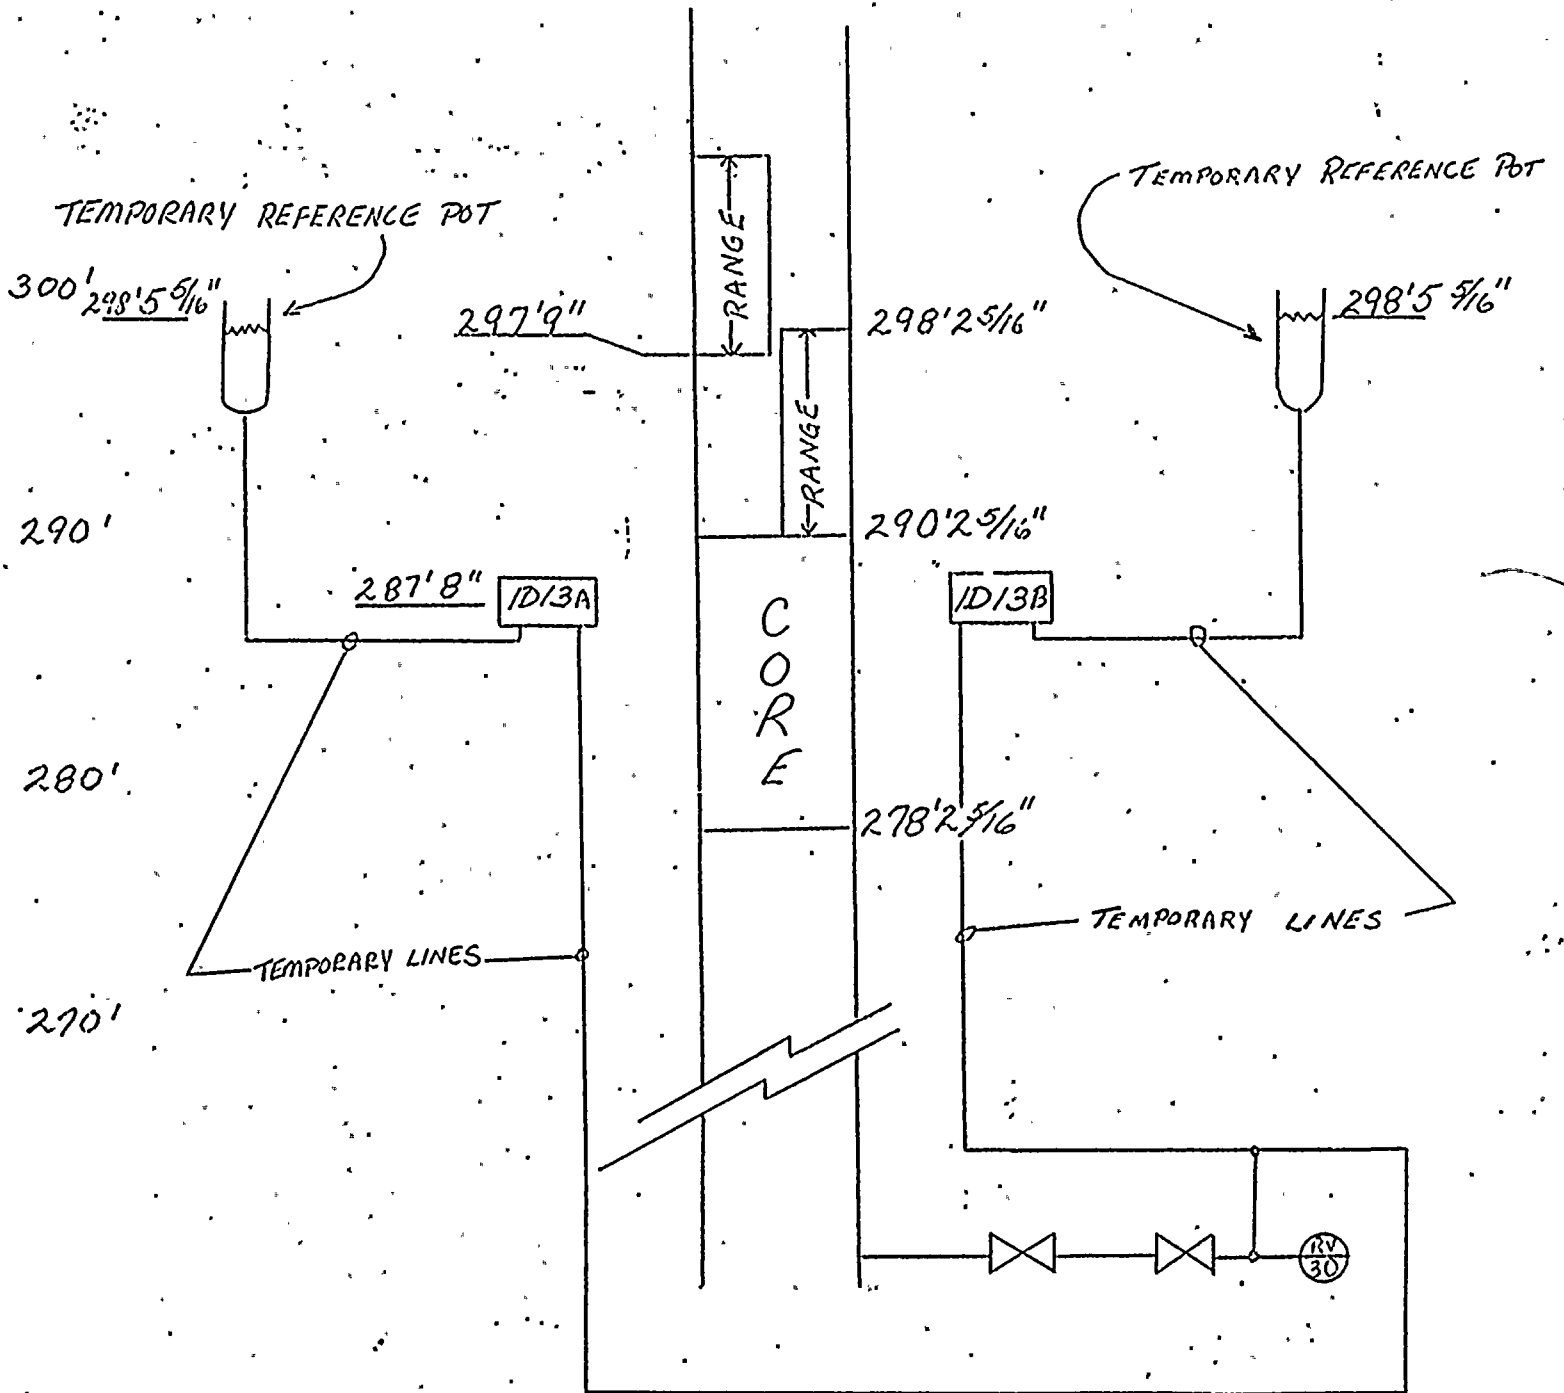 TEMPORARY REFERENCE POT
TEMPORARY REFERENCE POT
300'
298'5 5/16"
297'9"
RANGE
298'2 5/16"
298'5 5/16"
RANGE
290'
290'2 5/16"
287'8"
1D13A
1D13B
CORE
280'
278'2 5/16"
TEMPORARY LINES
TEMPORARY LINES
270'
RV
30